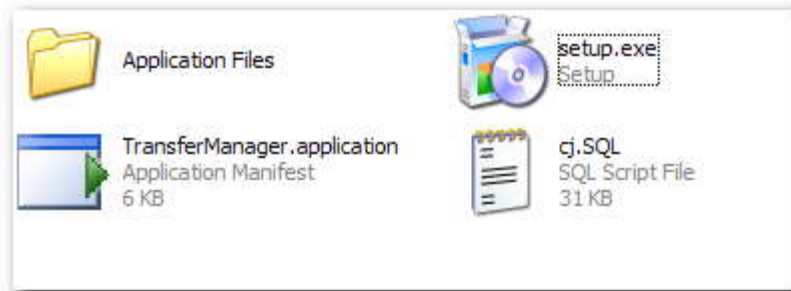 Application Files
setup.exe
Setup
TransferManager.application
Application Manifest
6 KB
cj.SQL
SQL Script File
31 KB